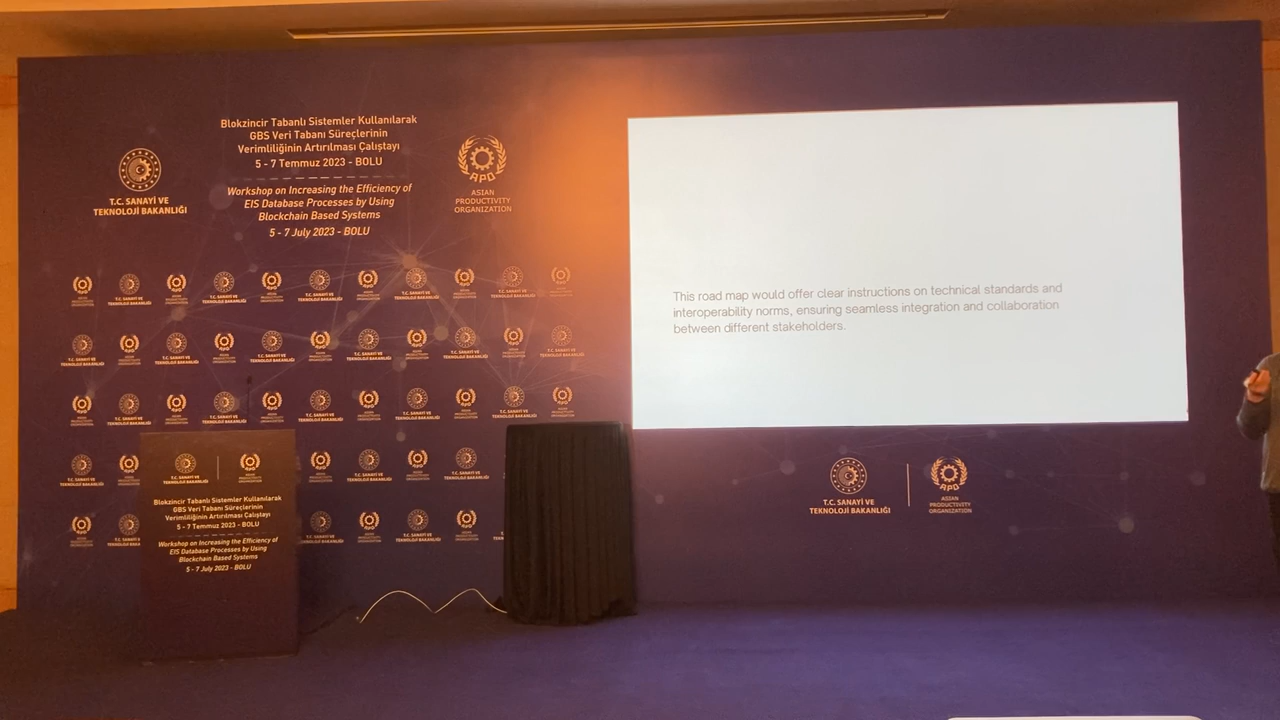 Blokzincir Tabanlı Sistemler Kullanılarak
GBS Veri Tabanı Süreçlerinin
Verimliliğinin Artırılması Çalıştayı
5 - 7 Temmuz 2023 - BOLU
Workshop on Increasing the Efficiency of
EIS Database Processes by Using
Blockchain Based Systems
5 - 7 July 2023 - BOLU
T.C. SANAYİ VE
TEKNOLOJİ BAKANLIĞI
APO
ASIAN
PRODUCTIVITY
ORGANIZATION
This road map would offer clear instructions on technical standards and
interoperability norms, ensuring seamless integration and collaboration
between different stakeholders.
T.C. SANAYİ VE
TEKNOLOJİ BAKANLIĞI
APO
ASIAN
PRODUCTIVITY
ORGANIZATION
Blokzincir Tabanlı Sistemler Kullanılarak
GBS Veri Tabanı Süreçlerinin
Verimliliğinin Artırılması Çalıştayı
5 - 7 Temmuz 2023 - BOLU
Workshop on Increasing the Efficiency of
EIS Database Processes by Using
Blockchain Based Systems
5 - 7 July 2023 - BOLU